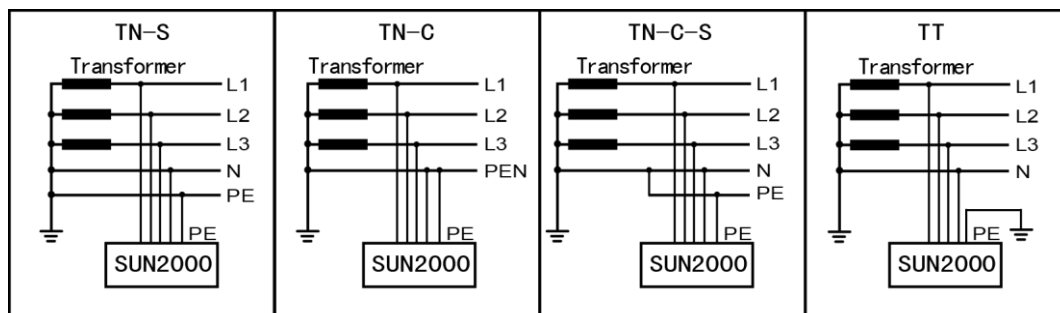 TN-S
Transformer
L1
L2
L3
N
PE
PE
SUN2000
TN-C
Transformer
L1
L2
L3
PEN
PE
SUN2000
TN-C-S
Transformer
L1
L2
L3
N
PE
PE
SUN2000
TT
Transformer
L1
L2
L3
N
PE
SUN2000